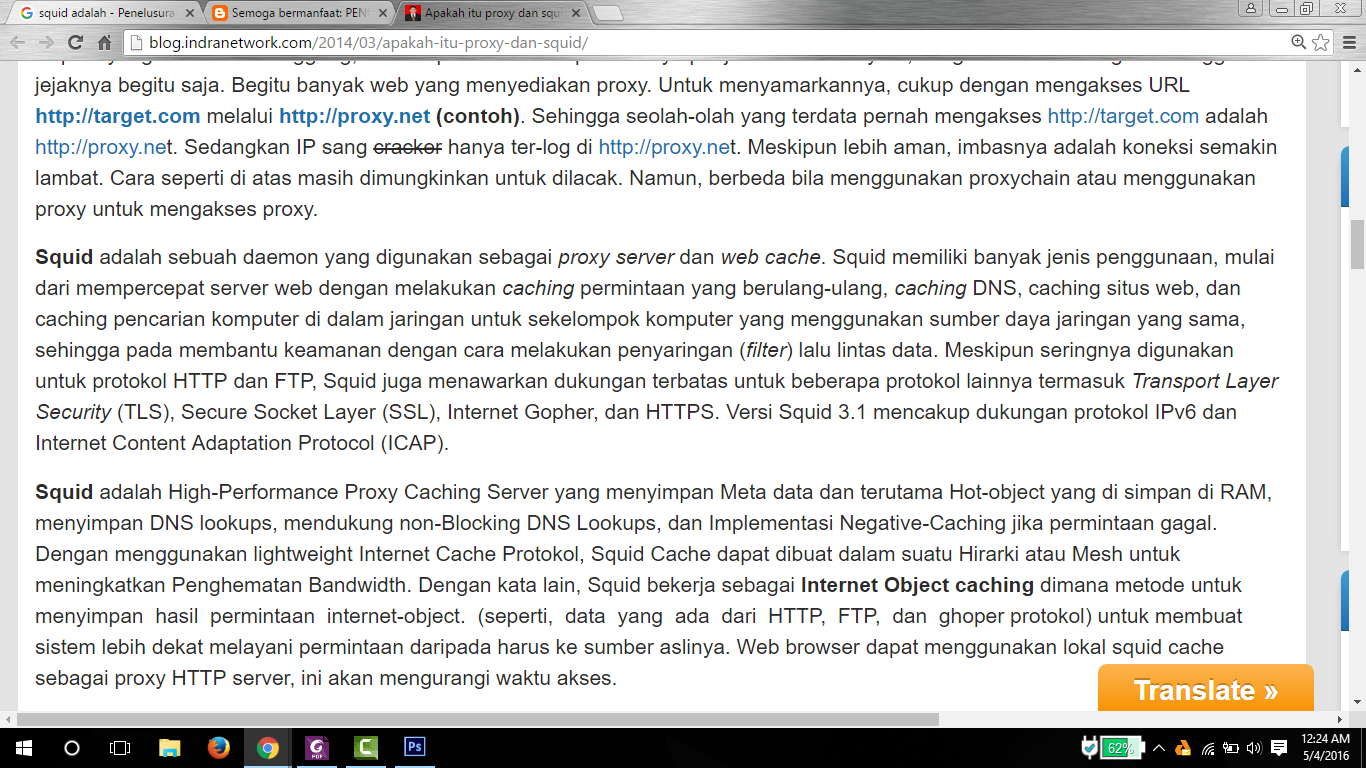 squid adalah - Penelusura
Semoga bermanfaat: PEN
Apakah itu proxy dan squ
blog.indranetwork.com/2014/03/apakah-itu-proxy-dan-squid/
jejaknya begitu saja. Begitu banyak web yang menyediakan proxy. Untuk menyamarkannya, cukup dengan mengakses URL
http://target.com melalui http://proxy.net (contoh). Sehingga seolah-olah yang terdata pernah mengakses http://target.com adalah
http://proxy.net. Sedangkan IP sang cracker hanya ter-log di http://proxy.net. Meskipun lebih aman, imbasnya adalah koneksi semakin
lambat. Cara seperti di atas masih dimungkinkan untuk dilacak. Namun, berbeda bila menggunakan proxychain atau menggunakan
proxy untuk mengakses proxy.
Squid adalah sebuah daemon yang digunakan sebagai proxy server dan web cache. Squid memiliki banyak jenis penggunaan, mulai
dari mempercepat server web dengan melakukan caching permintaan yang berulang-ulang, caching DNS, caching situs web, dan
caching pencarian komputer di dalam jaringan untuk sekelompok komputer yang menggunakan sumber daya jaringan yang sama,
sehingga pada membantu keamanan dengan cara melakukan penyaringan (filter) lalu lintas data. Meskipun seringnya digunakan
untuk protokol HTTP dan FTP, Squid juga menawarkan dukungan terbatas untuk beberapa protokol lainnya termasuk Transport Layer
Security (TLS), Secure Socket Layer (SSL), Internet Gopher, dan HTTPS. Versi Squid 3.1 mencakup dukungan protokol IPv6 dan
Internet Content Adaptation Protocol (ICAP).
Squid adalah High-Performance Proxy Caching Server yang menyimpan Meta data dan terutama Hot-object yang di simpan di RAM,
menyimpan DNS lookups, mendukung non-Blocking DNS Lookups, dan Implementasi Negative-Caching jika permintaan gagal.
Dengan menggunakan lightweight Internet Cache Protokol, Squid Cache dapat dibuat dalam suatu Hirarki atau Mesh untuk
meningkatkan Penghematan Bandwidth. Dengan kata lain, Squid bekerja sebagai Internet Object caching dimana metode untuk
menyimpan hasil permintaan internet-object. (seperti, data yang ada dari HTTP, FTP, dan ghoper protokol) untuk membuat
sistem lebih dekat melayani permintaan daripada harus ke sumber aslinya. Web browser dapat menggunakan lokal squid cache
sebagai proxy HTTP server, ini akan mengurangi waktu akses.
Translate »
PDF
C
Ps
62%
12:24 AM
5/4/2016